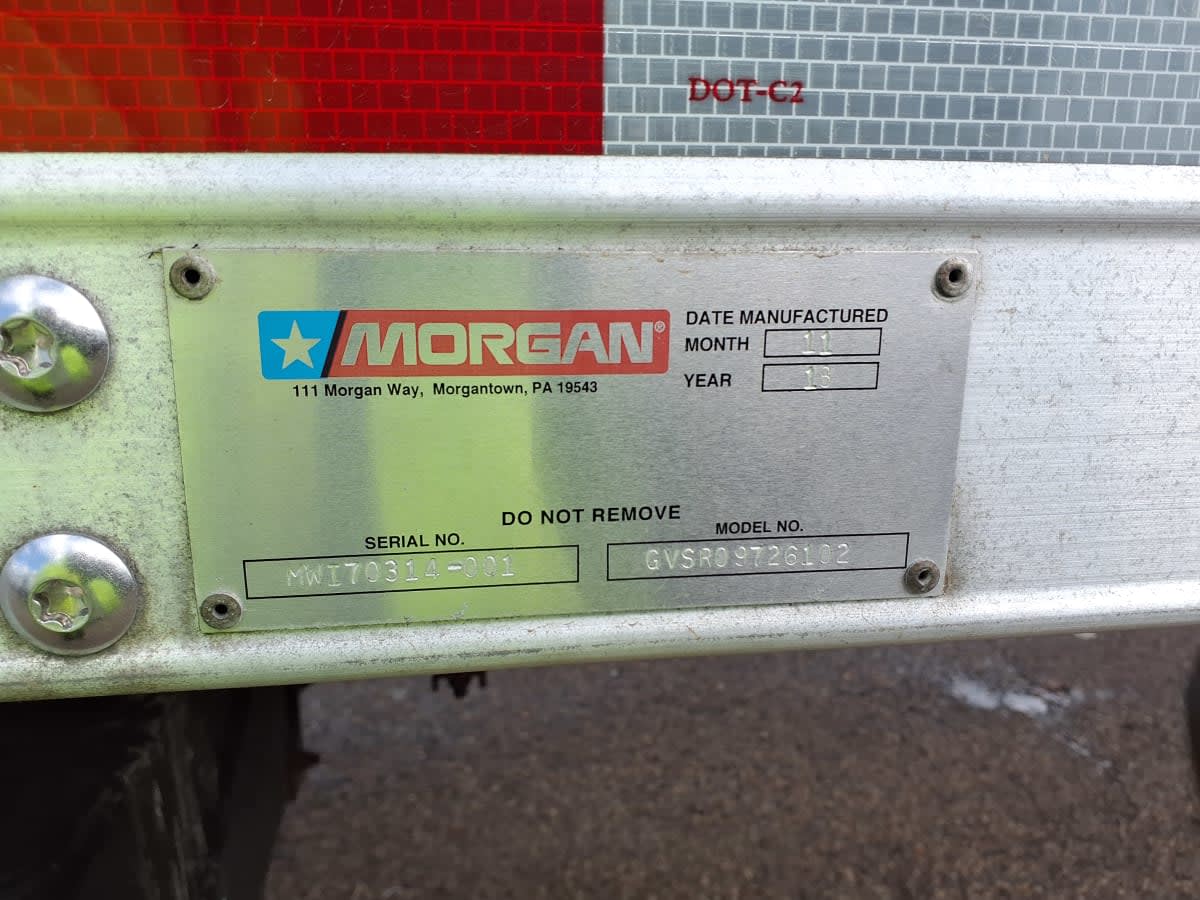 DOT-C2
MORGAN®
111 Morgan Way, Morgantown, PA 19543
DATE MANUFACTURED
MONTH 11
YEAR 18
DO NOT REMOVE
SERIAL NO.
MWI70314-001
MODEL NO.
GVSR09726102